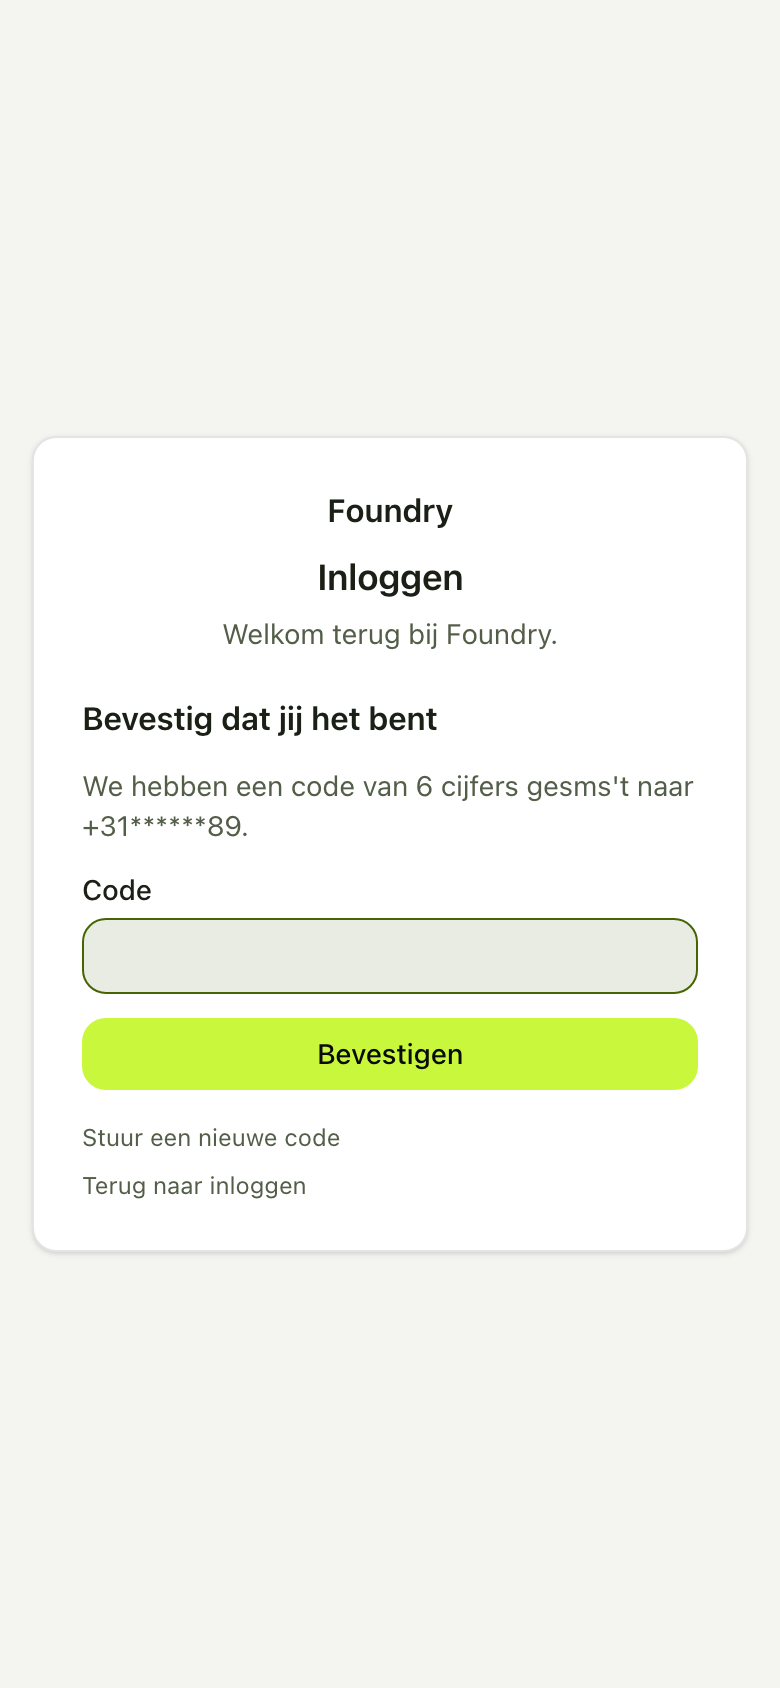 Foundry
Inloggen
Welkom terug bij Foundry.
Bevestig dat jij het bent
We hebben een code van 6 cijfers gesms't naar
+31******89.
Code
Bevestigen
Stuur een nieuwe code
Terug naar inloggen